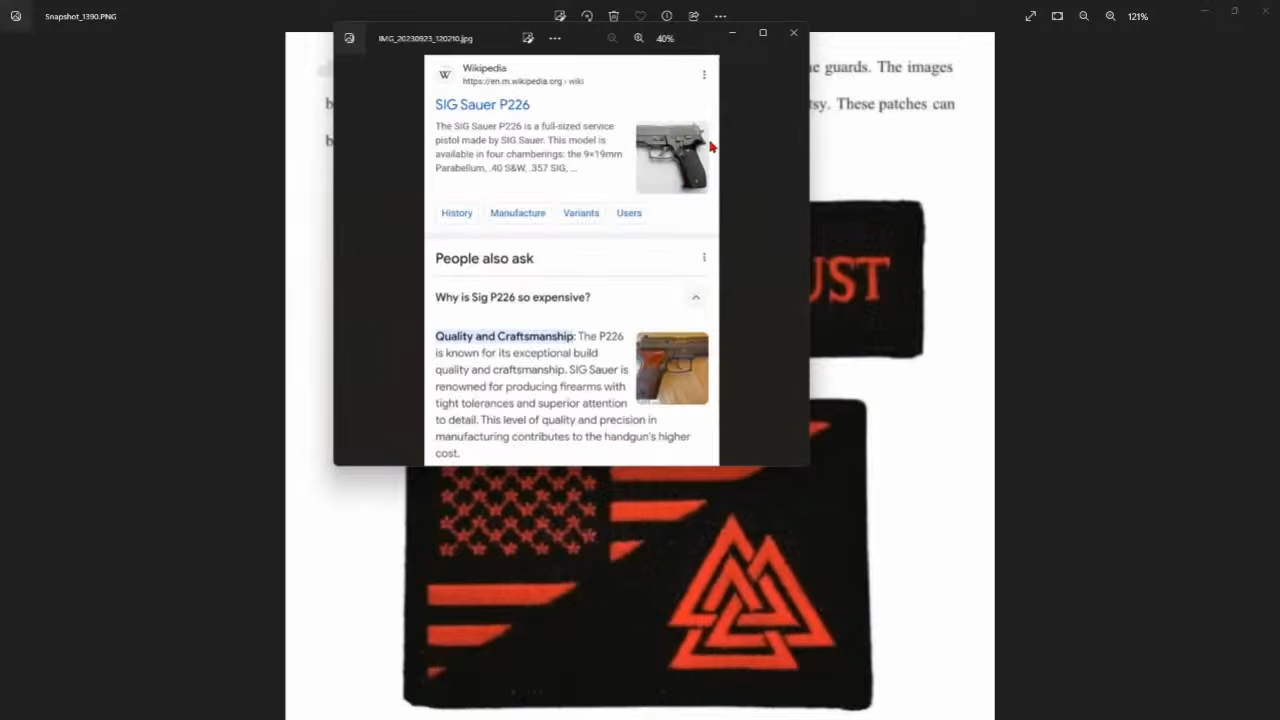 Snapshot_1390.PNG
121%
IMG_20230923_120210.jpg
40%
e guards. The images
b
tsy. These patches can
b
W
Wikipedia
https://en.m.wikipedia.org › wiki
SIG Sauer P226
The SIG Sauer P226 is a full-sized service
pistol made by SIG Sauer. This model is
available in four chamberings: the 9×19mm
Parabellum, .40 S&W, .357 SIG, ...
History Manufacture Variants Users
People also ask
Why is Sig P226 so expensive?
Quality and Craftsmanship: The P226
is known for its exceptional build
quality and craftsmanship. SIG Sauer is
renowned for producing firearms with
tight tolerances and superior attention
to detail. This level of quality and precision in
manufacturing contributes to the handgun's higher
cost.
UST